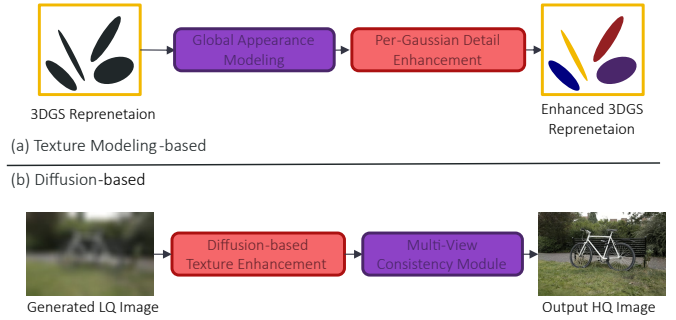 Global Appearance
Modeling
Per-Gaussian Detail
Enhancement
3DGS Reprenetaion
Enhanced 3DGS
Reprenetaion
(a) Texture Modeling-based
(b) Diffusion-based
Diffusion-based
Texture Enhancement
Multi-View
Consistency Module
Generated LQ Image
Output HQ Image